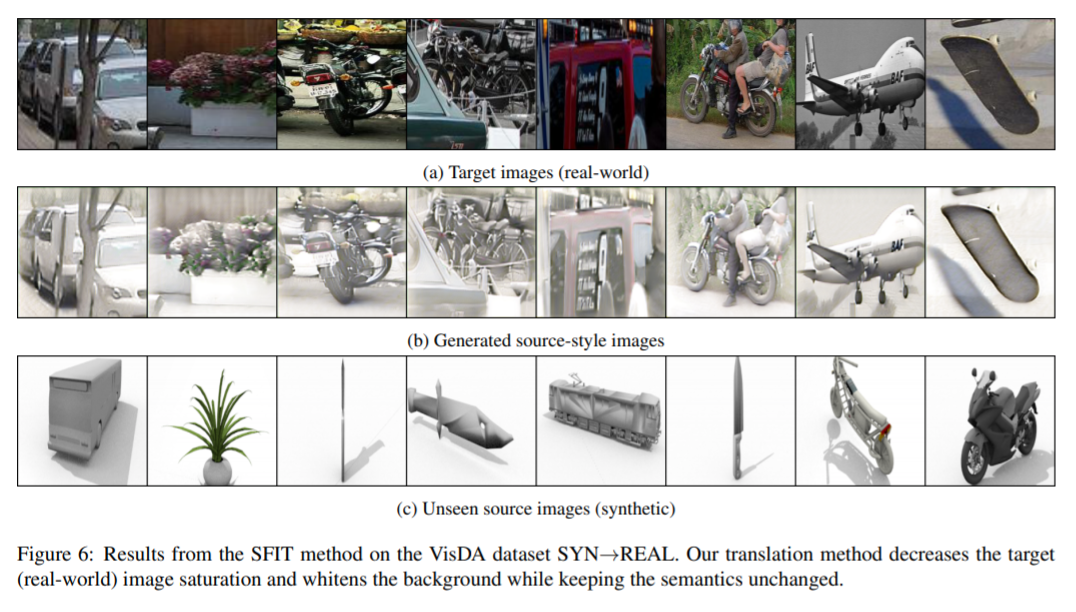 BAF
(a) Target images (real-world)
BAF
(b) Generated source-style images
(c) Unseen source images (synthetic)
Figure 6: Results from the SFIT method on the VisDA dataset SYN→REAL. Our translation method decreases the target
(real-world) image saturation and whitens the background while keeping the semantics unchanged.